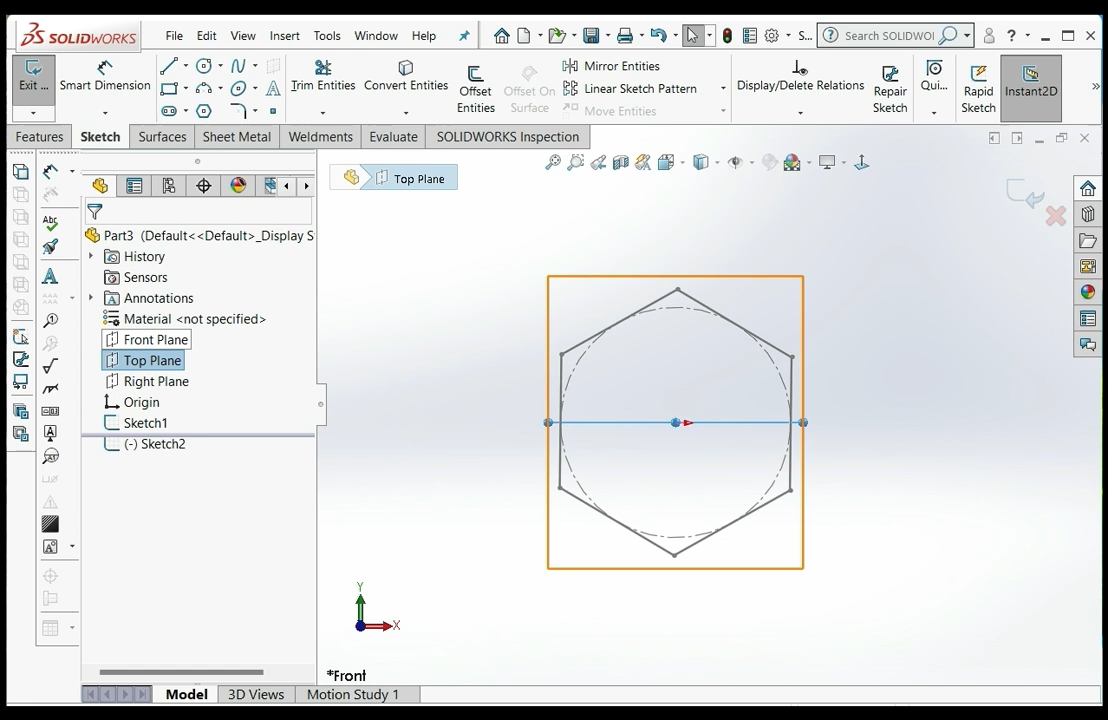 SOLIDWORKS File Edit View Insert Tools Window Help S... Search SOLIDWOI ?
Exit ... Smart Dimension Trim Entities Convert Entities Offset Entities Offset On Surface Mirror Entities Linear Sketch Pattern Move Entities Display/Delete Relations Repair Sketch Qui... Rapid Sketch Instant2D
Features Sketch Surfaces Sheet Metal Weldments Evaluate SOLIDWORKS Inspection
Top Plane
Part3 (Default<<Default>_Display S
History
Sensors
Annotations
Material <not specified>
Front Plane
Top Plane
Right Plane
Origin
Sketch1
(-) Sketch2
Y
X
*Front
Model 3D Views Motion Study 1